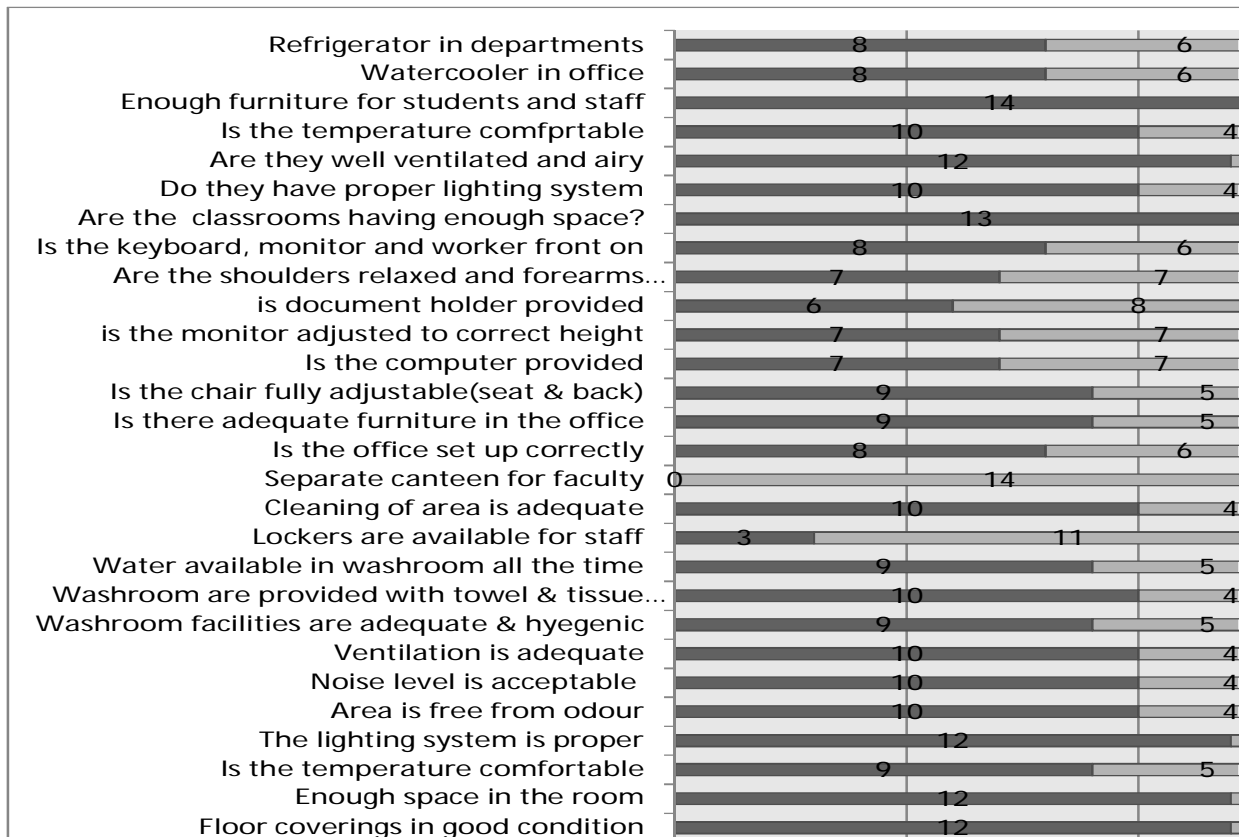 Refrigerator in departments 8 6
Watercooler in office 8 6
Enough furniture for students and staff 14
Is the temperature comfprtable 10 4
Are they well ventilated and airy 12
Do they have proper lighting system 10 4
Are the classrooms having enough space? 13
Is the keyboard, monitor and worker front on 8 6
Are the shoulders relaxed and forearms... 7 7
is document holder provided 6 8
is the monitor adjusted to correct height 7 7
Is the computer provided 7 7
Is the chair fully adjustable(seat & back) 9 5
Is there adequate furniture in the office 9 5
Is the office set up correctly 8 6
Separate canteen for faculty 0 14
Cleaning of area is adequate 10 4
Lockers are available for staff 3 11
Water available in washroom all the time 9 5
Washroom are provided with towel & tissue... 10 4
Washroom facilities are adequate & hyegenic 9 5
Ventilation is adequate 10 4
Noise level is acceptable 10 4
Area is free from odour 10 4
The lighting system is proper 12
Is the temperature comfortable 9 5
Enough space in the room 12
Floor coverings in good condition 12